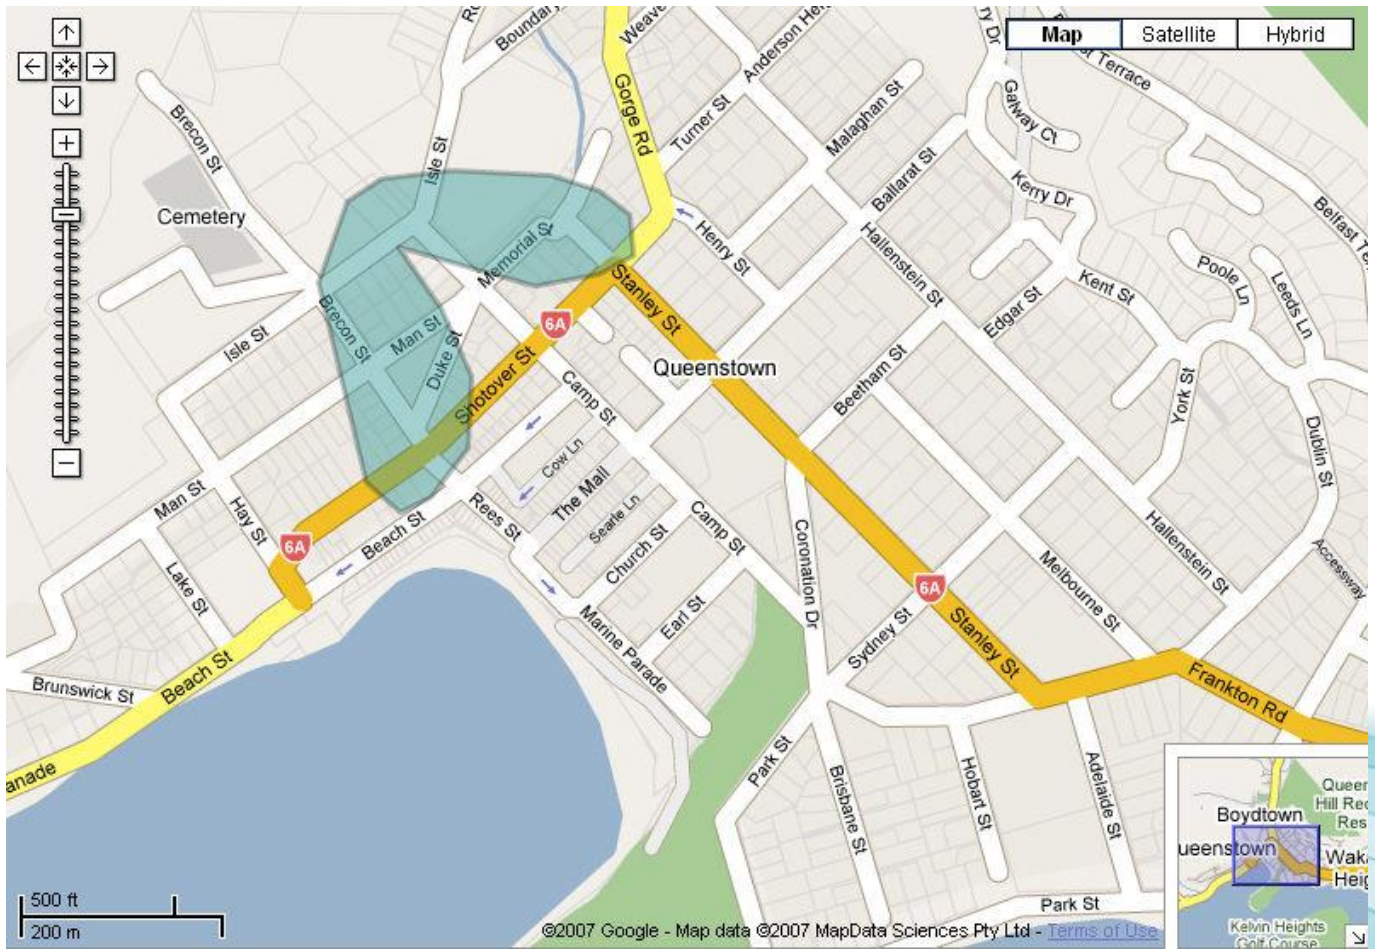 Map
Satellite
Hybrid
Boundary
Weave
Anderson Hei
ry Dr
Terrace
Gorge Rd
Turner St
Malaghan St
Galway Ct
Brecon St
Isle St
Ballarat St
Kerry Dr
Cemetery
Memorial St
Henry St
Hallenstein St
Belfast Te
Poole Ln
Leeds Ln
Kent St
Edgar St
Stanley St
Isle St
Brecon St
Man St
Duke St
6A
Shotover St
Queenstown
Camp St
Beetham St
York St
Dublin St
Cow Ln
The Mall
Searle Ln
Man St
Hay St
Rees St
Beach St
Church St
Camp St
Coronation Dr
Hallenstein St
Accessway
6A
Lake St
Earl St
Melbourne St
6A
Marine Parade
Sydney St
Stanley St
Beach St
Brunswick St
Frankton Rd
anade
Park St
Brisbane St
Hobart St
Adelaide St
Queer
Hill Rec
Res
Boydtown
ueenstown
Waka
Heig
Kelvin Heights
Golf Course
Park St
500 ft
200 m
©2007 Google - Map data ©2007 MapData Sciences Pty Ltd - Terms of Use